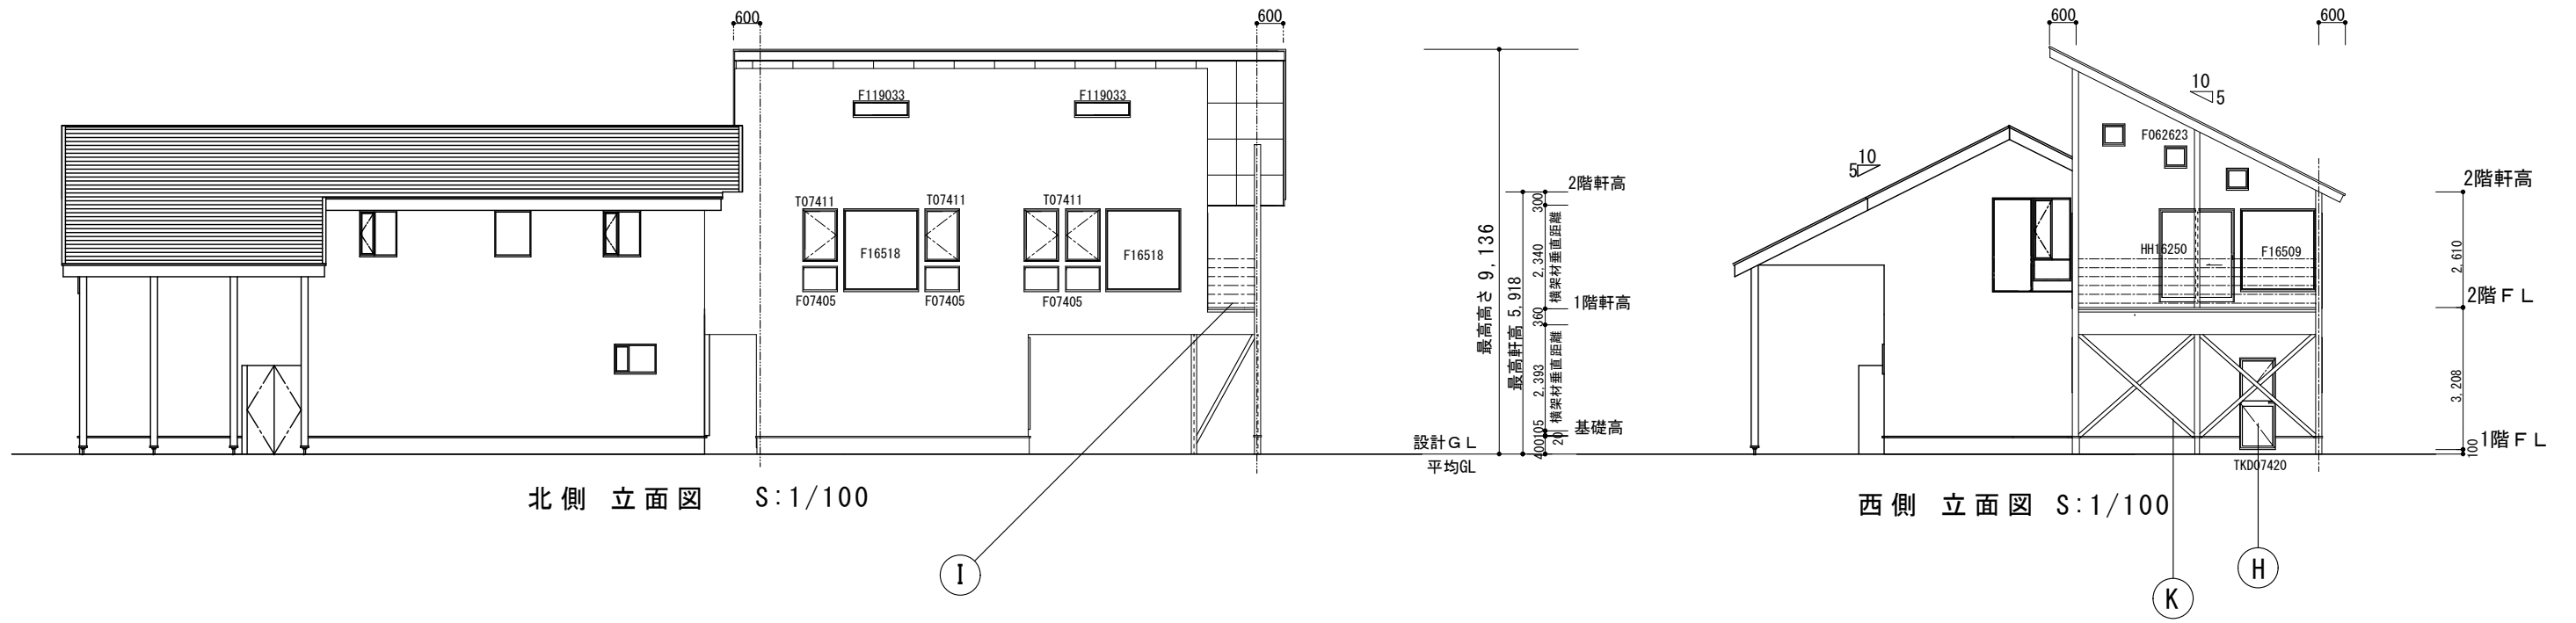 600
600
F119033
F119033
T07411
T07411
T07411
F16518
F16518
F07405
F07405
F07405
北側 立面図 S:1/100
I
最高高さ 9,136
最高軒高 5,918
2階軒高
300
2,340
横架材垂直距離
1階軒高
360
2,393
横架材垂直距離
105
基礎高
20
400
設計GL
平均GL
600
600
10
5
10
5
F062623
HH16250
F16509
TKD07420
2階軒高
2,610
2階FL
3,208
1階FL
100
西側 立面図 S:1/100
H
K